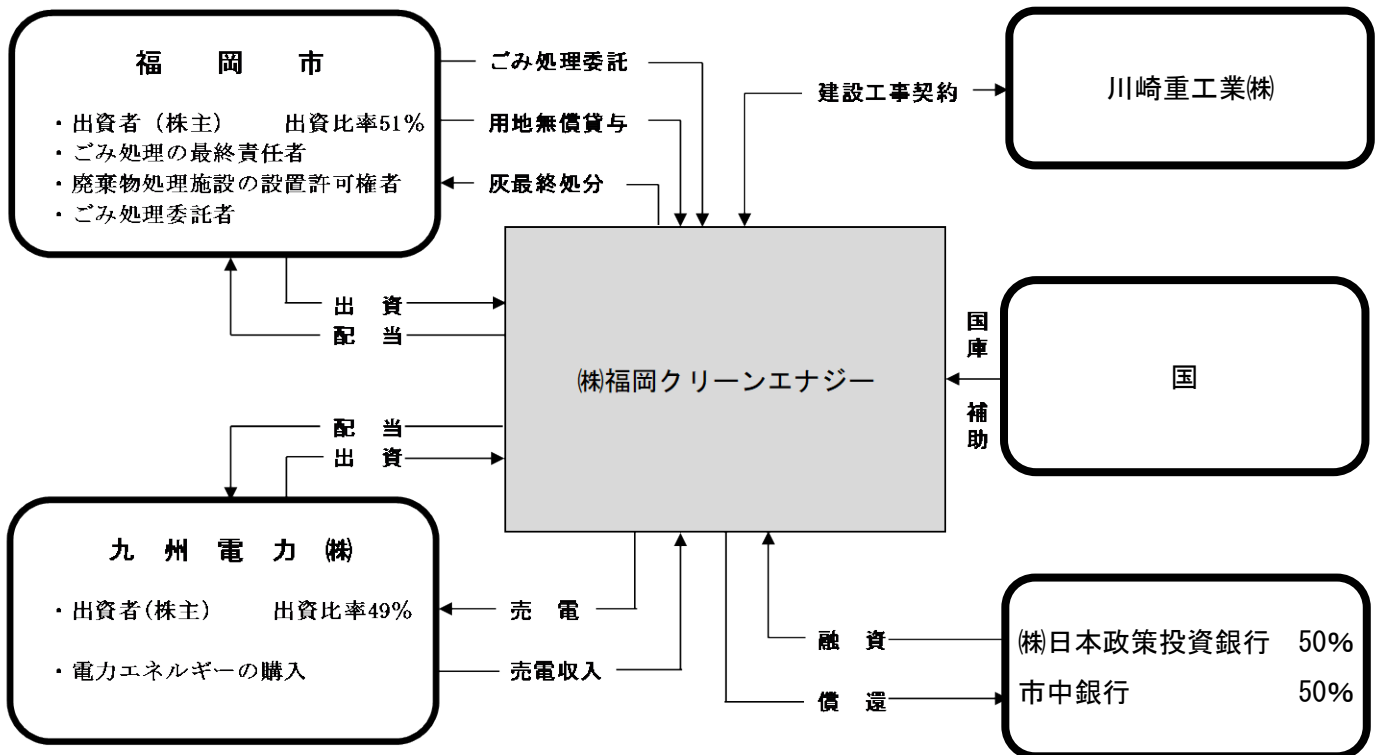 福 岡 市
・出資者（株主） 出資比率51%
・ごみ処理の最終責任者
・廃棄物処理施設の設置許可権者
・ごみ処理委託者
ごみ処理委託
用地無償貸与
灰最終処分
建設工事契約
川崎重工業㈱
出 資
配 当
㈱福岡クリーンエナジー
国庫
補助
国
配 当
出 資
九 州 電 力 ㈱
・出資者(株主) 出資比率49%
・電力エネルギーの購入
売 電
売電収入
融 資
償 還
㈱日本政策投資銀行 50%
市中銀行 50%